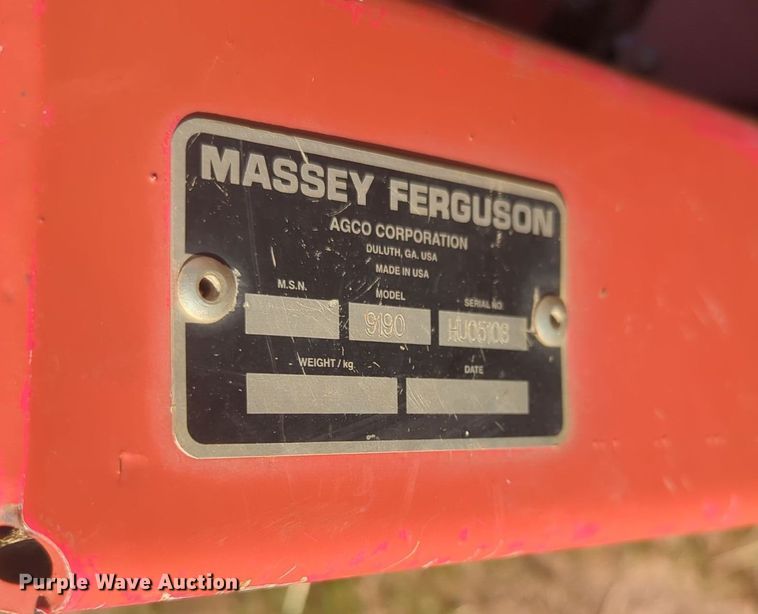 MASSEY FERGUSON
AGCO CORPORATION
DULUTH, GA. USA
MADE IN USA
M.S.N. MODEL SERIAL NO.
9190 HU05108
WEIGHT / kg DATE
Purple Wave Auction